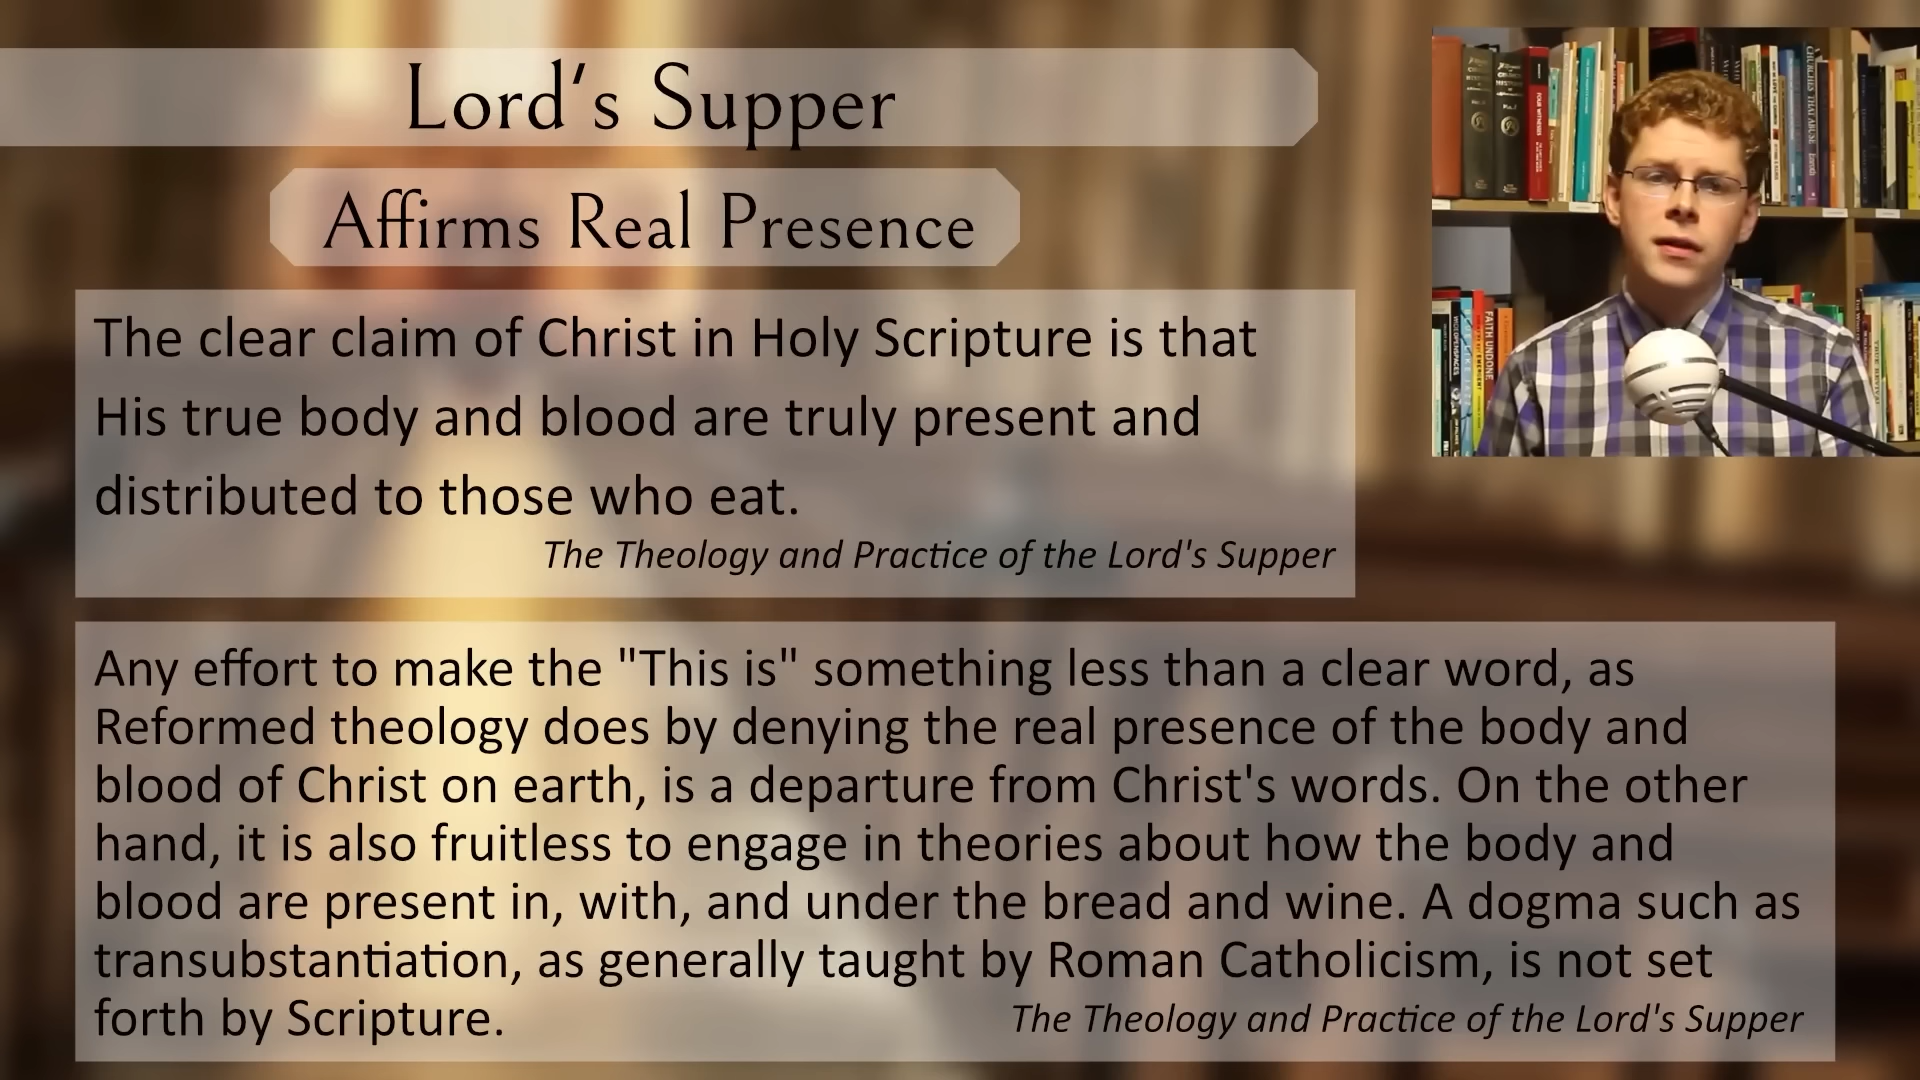 Lord's Supper
Affirms Real Presence
The clear claim of Christ in Holy Scripture is that
His true body and blood are truly present and
distributed to those who eat.
The Theology and Practice of the Lord's Supper
Any effort to make the "This is" something less than a clear word, as
Reformed theology does by denying the real presence of the body and
blood of Christ on earth, is a departure from Christ's words. On the other
hand, it is also fruitless to engage in theories about how the body and
blood are present in, with, and under the bread and wine. A dogma such as
transubstantiation, as generally taught by Roman Catholicism, is not set
forth by Scripture.
The Theology and Practice of the Lord's Supper
FAITH UNDONE